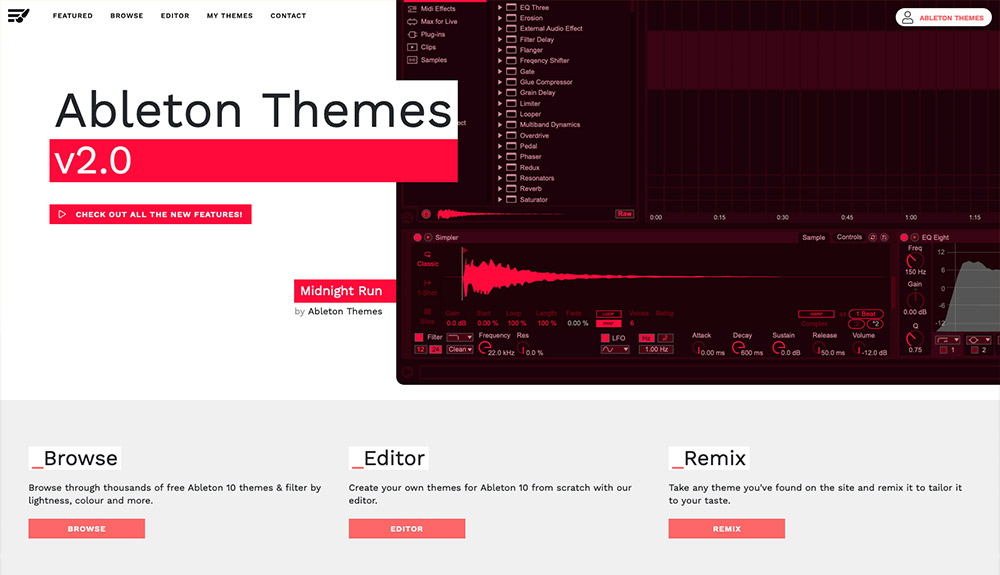 FEATURED BROWSE EDITOR MY THEMES CONTACT
ABLETON THEMES
Ableton Themes
v2.0
CHECK OUT ALL THE NEW FEATURES!
Midnight Run
by Ableton Themes
Midi Effects
Max for Live
Plug-ins
Clips
Samples
EQ Three
Erosion
External Audio Effect
Filter Delay
Flanger
Freqency Shifter
Gate
Glue Compressor
Grain Delay
Limiter
Looper
Multiband Dynamics
Overdrive
Pedal
Phaser
Redux
Resonators
Reverb
Saturator
Raw
0:00 0:15 0:30 0:45 1:00 1:15
Simpler
Sample Controls
Classic
1-Shot
Slice
Gain Start Loop Length Fade LOOP Voices Retrig
0.0 dB 0.00 % 100 % 100 % 0.00 % SNAP 6
WARP as 1 Beat
Complex :2 *2
Filter Frequency Res
12 24 Clean 22.0 kHz 0.0 %
LFO Hz
1.00 Hz
Attack Decay Sustain Release Volume
0.00 ms 600 ms 0.0 dB 50.0 ms -12.0 dB
EQ Eight
Freq
150 Hz
Gain
0.00 dB
Q
0.75
12
6
0
-6
-12
1 2
_Browse
Browse through thousands of free Ableton 10 themes & filter by
lightness, colour and more.
BROWSE
_Editor
Create your own themes for Ableton 10 from scratch with our
editor.
EDITOR
_Remix
Take any theme you've found on the site and remix it to tailor it
to your taste.
REMIX